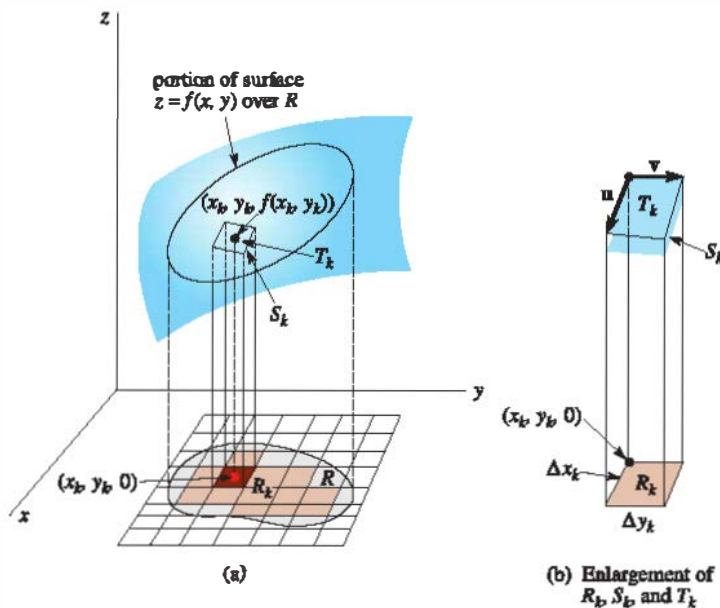 z
portion of surface
z = f(x, y) over R
(xₖ, yₖ, f(xₖ, yₖ))
Tₖ
Sₖ
y
(xₖ, yₖ, 0)
Rₖ
R
x
(a)
v
u
Tₖ
Sₖ
(xₖ, yₖ, 0)
Δxₖ
Rₖ
Δyₖ
(b) Enlargement of
Rₖ, Sₖ, and Tₖ